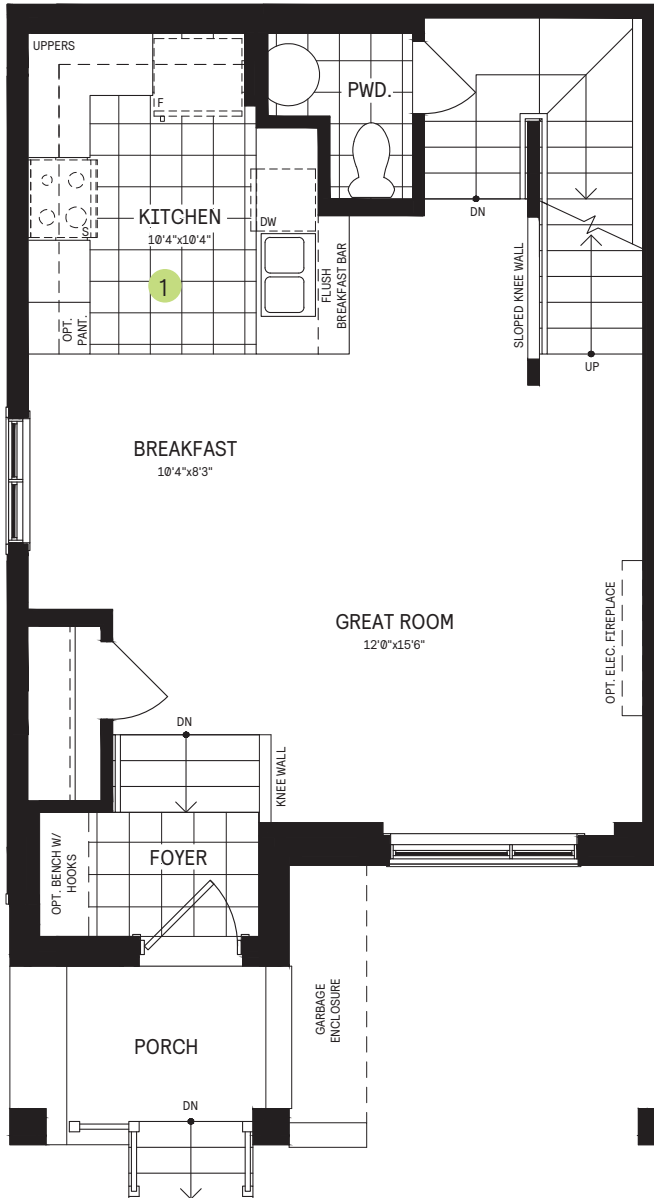 UPPERS
F
PWD.
KITCHEN
10'4"x10'4"
S
DW
DN
1
FLUSH
BREAKFAST BAR
SLOPED KNEE WALL
OPT.
PANT.
UP
BREAKFAST
10'4"x8'3"
GREAT ROOM
12'0"x15'6"
OPT. ELEC. FIREPLACE
DN
KNEE WALL
FOYER
OPT. BENCH W/
HOOKS
GARBAGE
ENCLOSURE
PORCH
DN